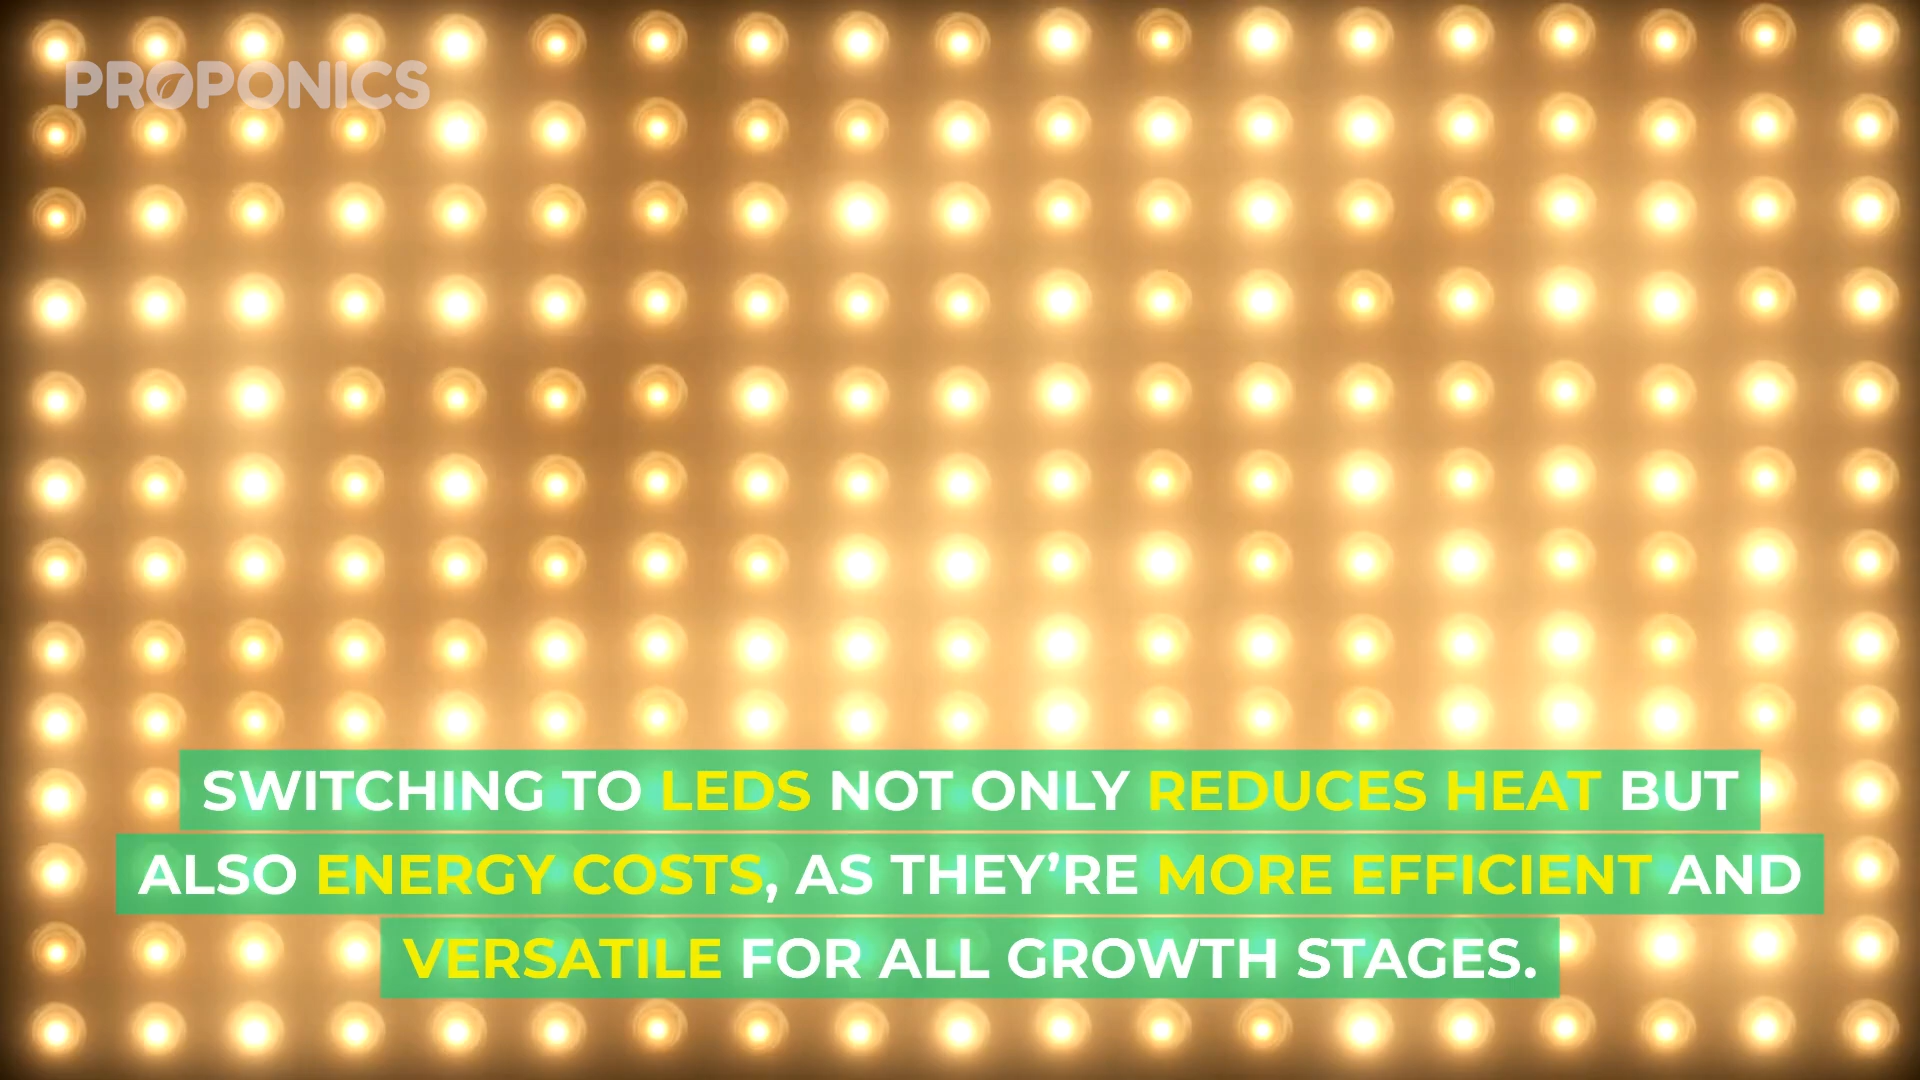 PROPONICS
SWITCHING TO LEDS NOT ONLY REDUCES HEAT BUT
ALSO ENERGY COSTS, AS THEY’RE MORE EFFICIENT AND
VERSATILE FOR ALL GROWTH STAGES.